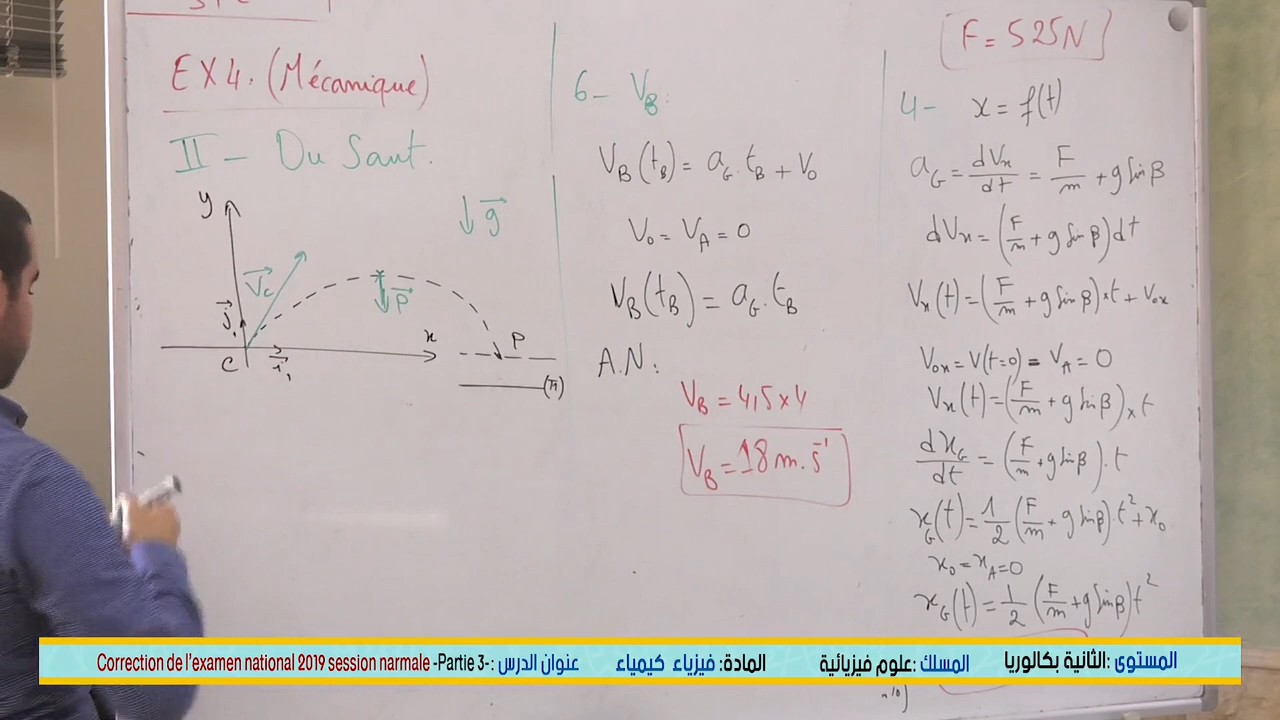 EX4. (Mécanique)
II - Du Saut.
y
g
Vc
P
j1
x
P
C
i1
(π)
6 - VB:
VB(tB) = aG. tB + V0
V0 = VA = 0
VB(tB) = aG. tB
A.N:
VB = 4,5 x 4
VB = 18 m.s-1
F = 525N
4 - x = f(t)
aG = dVx/dt = F/m + g sin β
dVx = (F/m + g sin β) dt
Vx(t) = (F/m + g sin β) x t + V0x
V0x = V(t=0) = VA = 0
Vx(t) = (F/m + g sin β) x t
dxG/dt = (F/m + g sin β). t
xG(t) = 1/2 (F/m + g sin β). t² + x0
x0 = xA = 0
xG(t) = 1/2 (F/m + g sin β) t²
المستوى :الثانية بكالوريا المسلك :علوم فيزيائية المادة: فيزياء كيمياء عنوان الدرس : Correction de l'examen national 2019 session narmale -Partie 3-